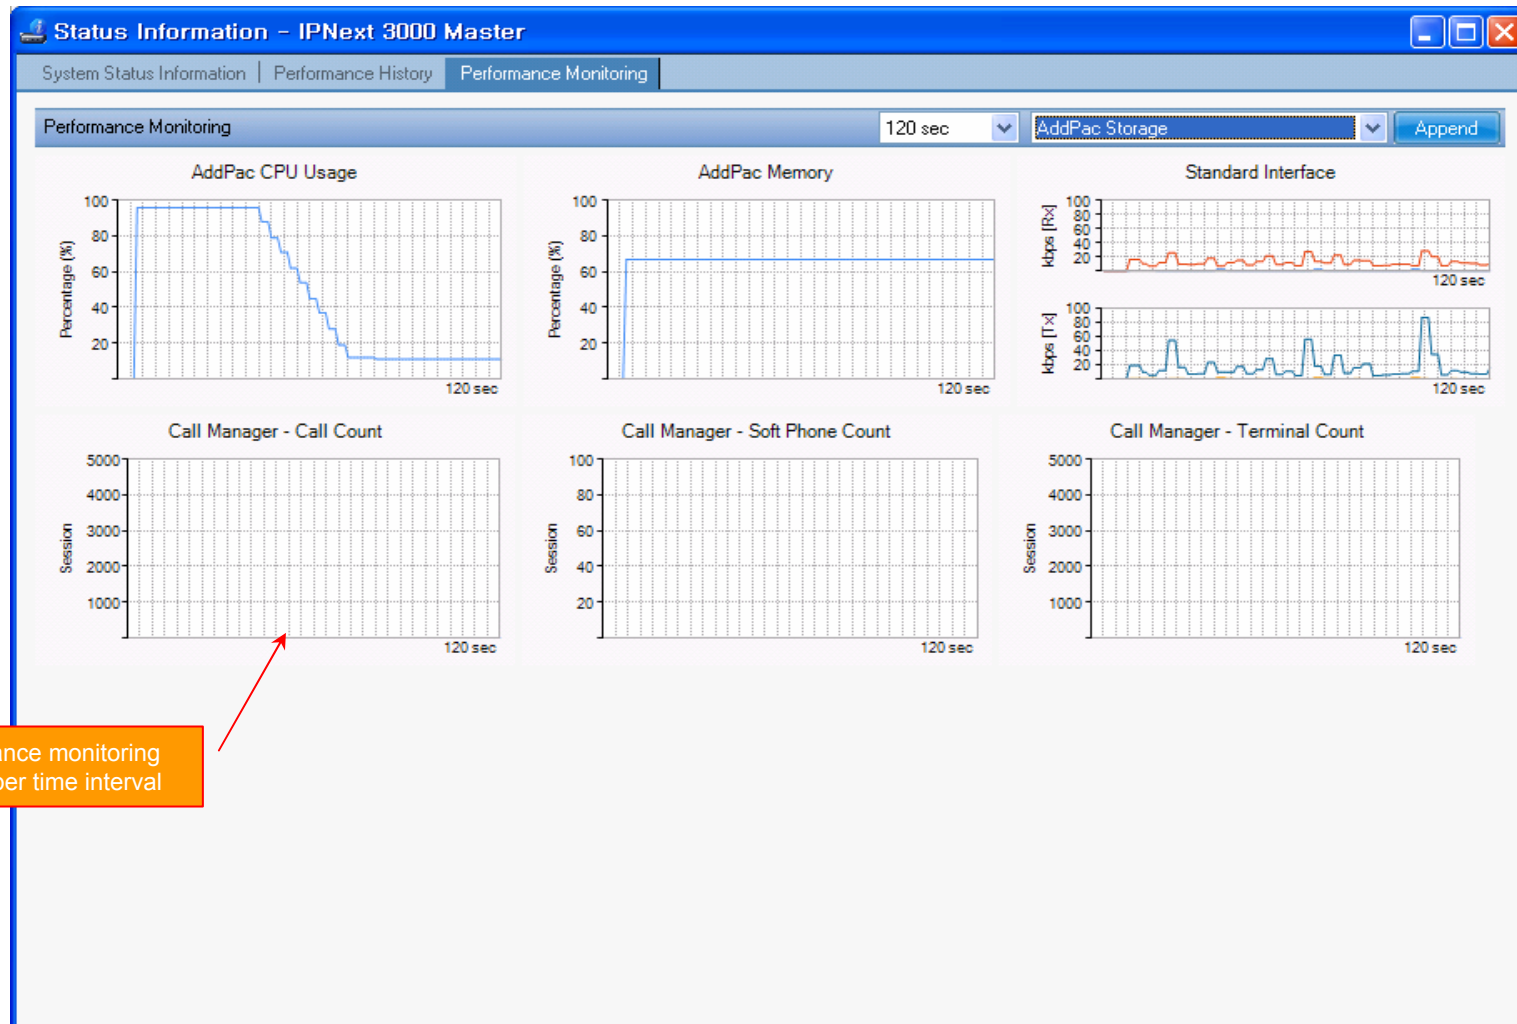 Status Information - IPNext 3000 Master
System Status Information | Performance History Performance Monitoring
Performance Monitoring 120 sec AddPac Storage Append
AddPac CPU Usage
100
80
60
40
20
Percentage (%)
120 sec
AddPac Memory
100
80
60
40
20
Percentage (%)
120 sec
Standard Interface
100
80
60
40
20
kbps [Rx]
120 sec
100
80
60
40
20
kbps [Tx]
120 sec
Call Manager - Call Count
5000
4000
3000
2000
1000
Session
120 sec
Call Manager - Soft Phone Count
100
80
60
40
20
Session
120 sec
Call Manager - Terminal Count
5000
4000
3000
2000
1000
Session
120 sec
monitoring
per time interval